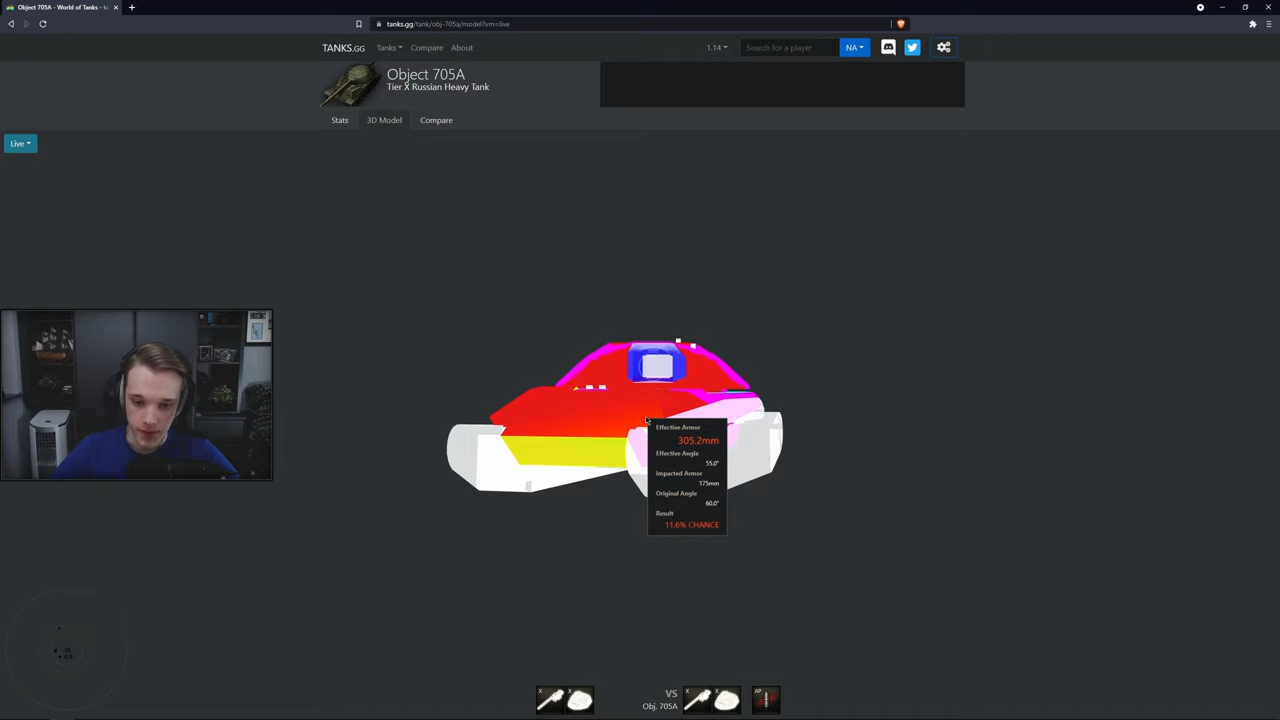 Object 705A - World of Tanks - ta
tanks.gg/tank/obj-705a/model?vm=live
TANKS.GG
Tanks
Compare
About
1.14
Search for a player
NA
Object 705A
Tier X Russian Heavy Tank
Stats
3D Model
Compare
Live
Effective Armor
305.2mm
Effective Angle
55.0°
Impacted Armor
175mm
Original Angle
60.0°
Result
11.6% CHANCE
X
X
VS
Obj. 705A
X
X
AP